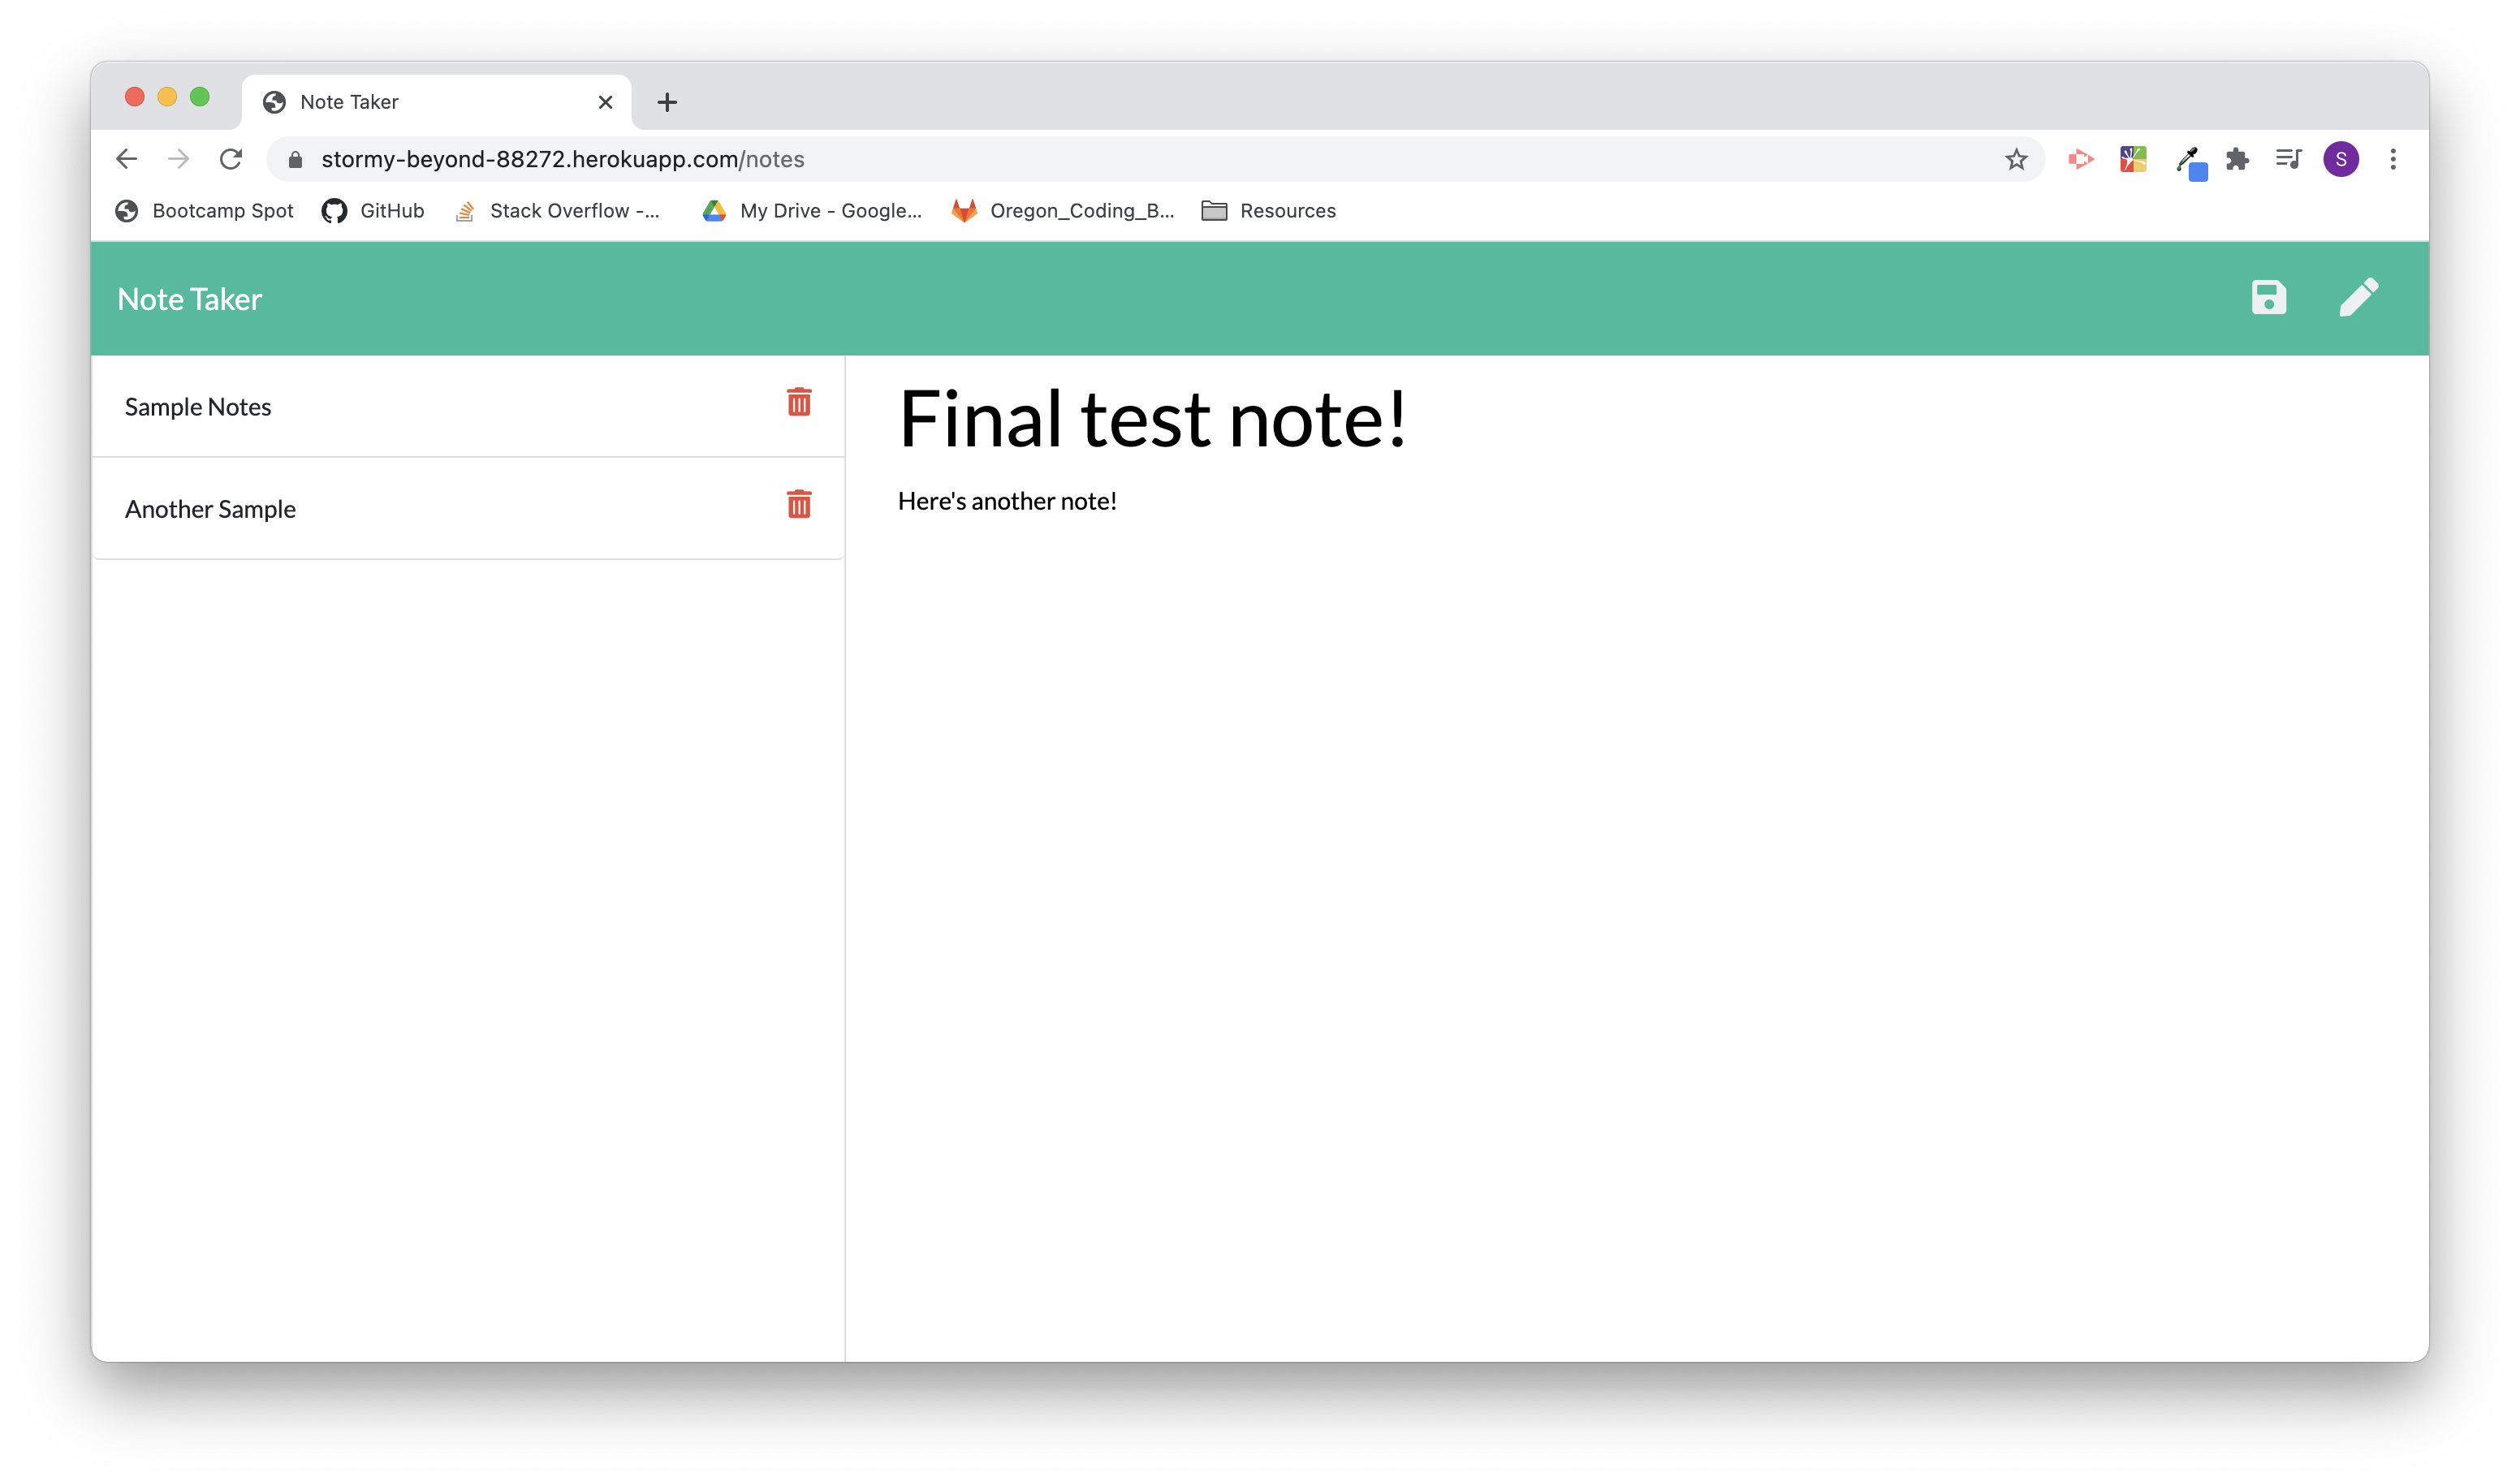 Note Taker
stormy-beyond-88272.herokuapp.com/notes
S
Bootcamp Spot GitHub Stack Overflow -... My Drive - Google... Oregon_Coding_B... Resources
Note Taker
Sample Notes
Another Sample
Final test note!
Here's another note!